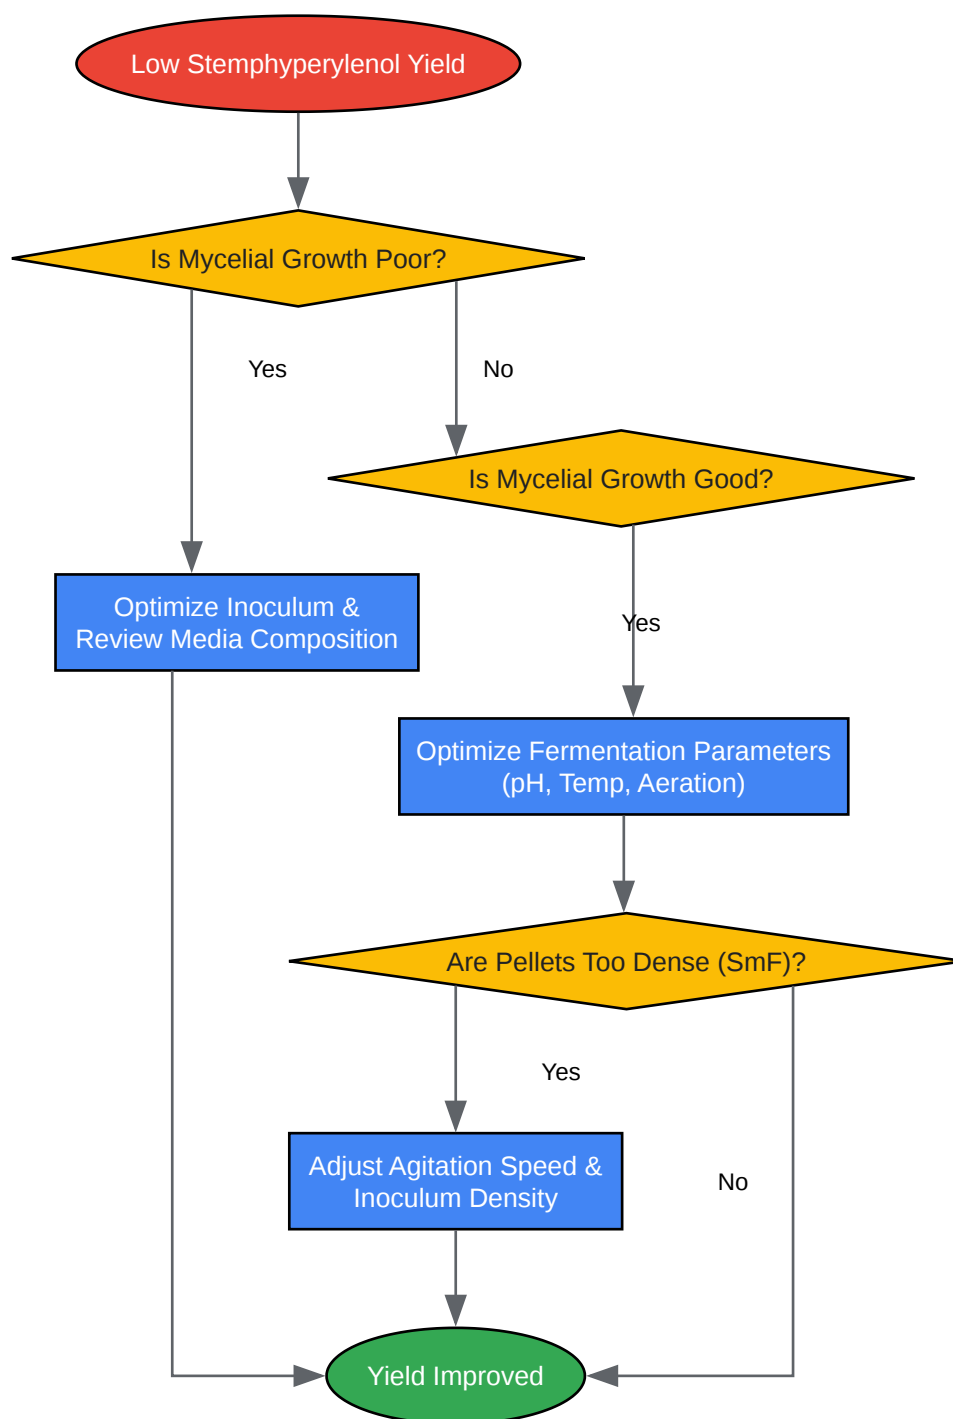 Low Stemphyperylenol Yield
Is Mycelial Growth Poor?
Yes
No
Is Mycelial Growth Good?
Optimize Inoculum &
Review Media Composition
Yes
Optimize Fermentation Parameters
(pH, Temp, Aeration)
Are Pellets Too Dense (SmF)?
Yes
Adjust Agitation Speed &
Inoculum Density
No
Yield Improved